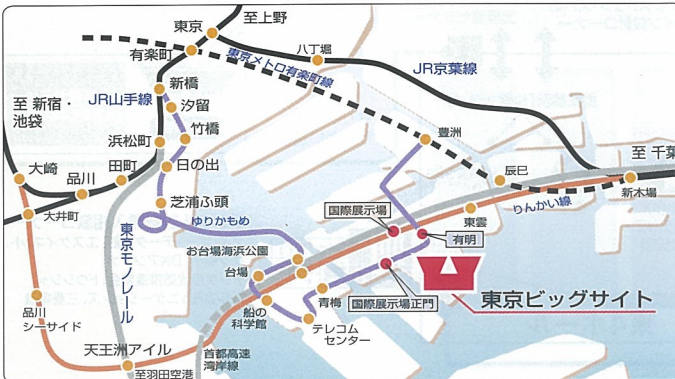 至上野
東京
有楽町
八丁堀
東京メトロ有楽町線
JR京葉線
新橋
JR山手線
汐留
至 新宿・
池袋
竹橋
浜松町
豊洲
至 千葉
大崎
品川
田町
日の出
辰巳
新木場
りんかい線
大井町
芝浦ふ頭
国際展示場
東雲
ゆりかもめ
有明
東京モノレール
お台場海浜公園
台場
国際展示場正門
東京ビッグサイト
品川
シーサイド
船の
科学館
青梅
テレコム
センター
天王洲アイル
首都高速
湾岸線
至羽田空港